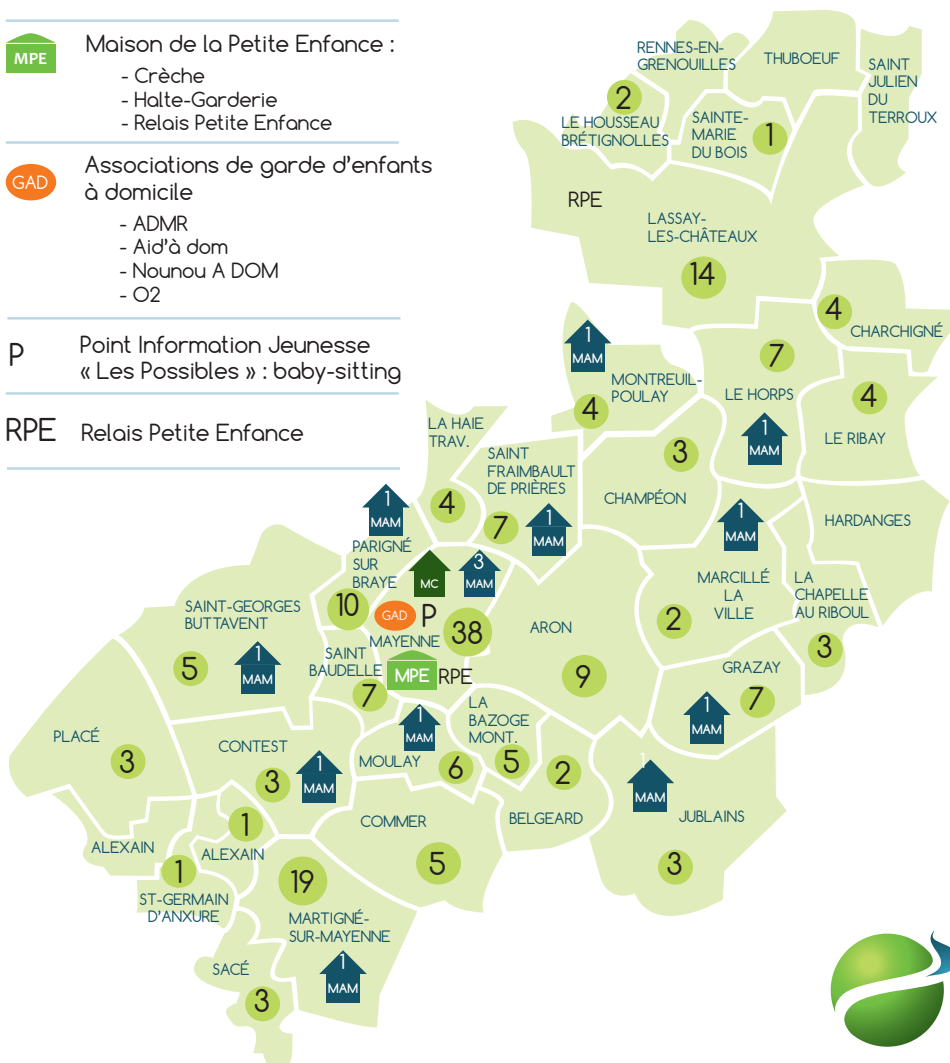 MPE
Maison de la Petite Enfance :
- Crèche
- Halte-Garderie
- Relais Petite Enfance
GAD
Associations de garde d'enfants
à domicile
- ADMR
- Aid'à dom
- Nounou A DOM
- O2
P
Point Information Jeunesse
« Les Possibles » : baby-sitting
RPE
Relais Petite Enfance
RENNES-EN-
GRENOUILLES
THUBOEUF
SAINT
JULIEN
DU
TERROUX
2
LE HOUSSEAU
BRÉTIGNOLLES
SAINTE-
MARIE
DU BOIS
1
RPE
LASSAY-
LES-CHÂTEAUX
14
4
CHARCHIGNÉ
1
MAM
MONTREUIL-
POULAY
4
7
LE HORPS
1
MAM
4
LE RIBAY
LA HAIE
TRAV.
4
SAINT
FRAIMBAULT
DE PRIÈRES
7
1
MAM
3
CHAMPÉON
HARDANGES
1
MAM
PARIGNÉ
SUR
BRAYE
10
MC
3
MAM
GAD
P
MAYENNE
38
MPE
RPE
ARON
9
1
MAM
MARCILLÉ
LA
VILLE
2
LA
CHAPELLE
AU RIBOUL
3
SAINT-GEORGES
BUTTAVENT
5
1
MAM
SAINT
BAUDELLE
7
GRAZAY
7
1
MAM
PLACÉ
3
CONTEST
3
1
MAM
1
MAM
MOULAY
6
LA
BAZOGE
MONT.
5
2
BELGEARD
1
MAM
JUBLAINS
3
ALEXAIN
1
ALEXAIN
1
ST-GERMAIN
D'ANXURE
COMMER
5
19
MARTIGNÉ-
SUR-MAYENNE
1
MAM
SACÉ
3